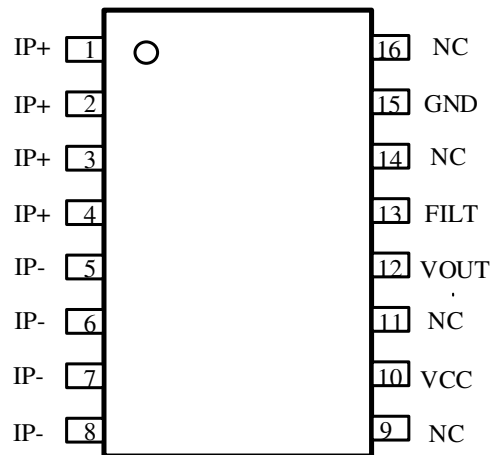 IP+ 1 16 NC
IP+ 2 15 GND
IP+ 3 14 NC
IP+ 4 13 FILT
IP- 5 12 VOUT
IP- 6 11 NC
IP- 7 10 VCC
IP- 8 9 NC